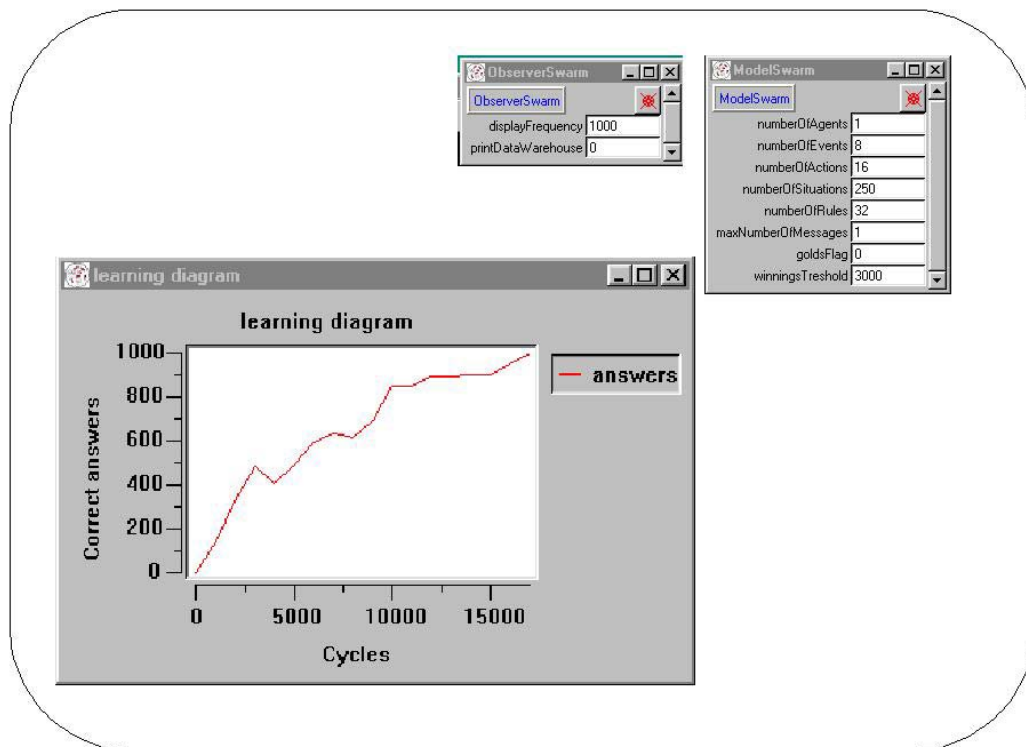 ObserverSwarm
ObserverSwarm
displayFrequency 1000
printDataWarehouse 0
ModelSwarm
ModelSwarm
numberOfAgents 1
numberOfEvents 8
numberOfActions 16
numberOfSituations 250
numberOfRules 32
maxNumberOfMessages 1
goldsFlag 0
winningsTreshold 3000
learning diagram
learning diagram
1000
800
600
400
200
0
Correct answers
answers
0 5000 10000 15000
Cycles